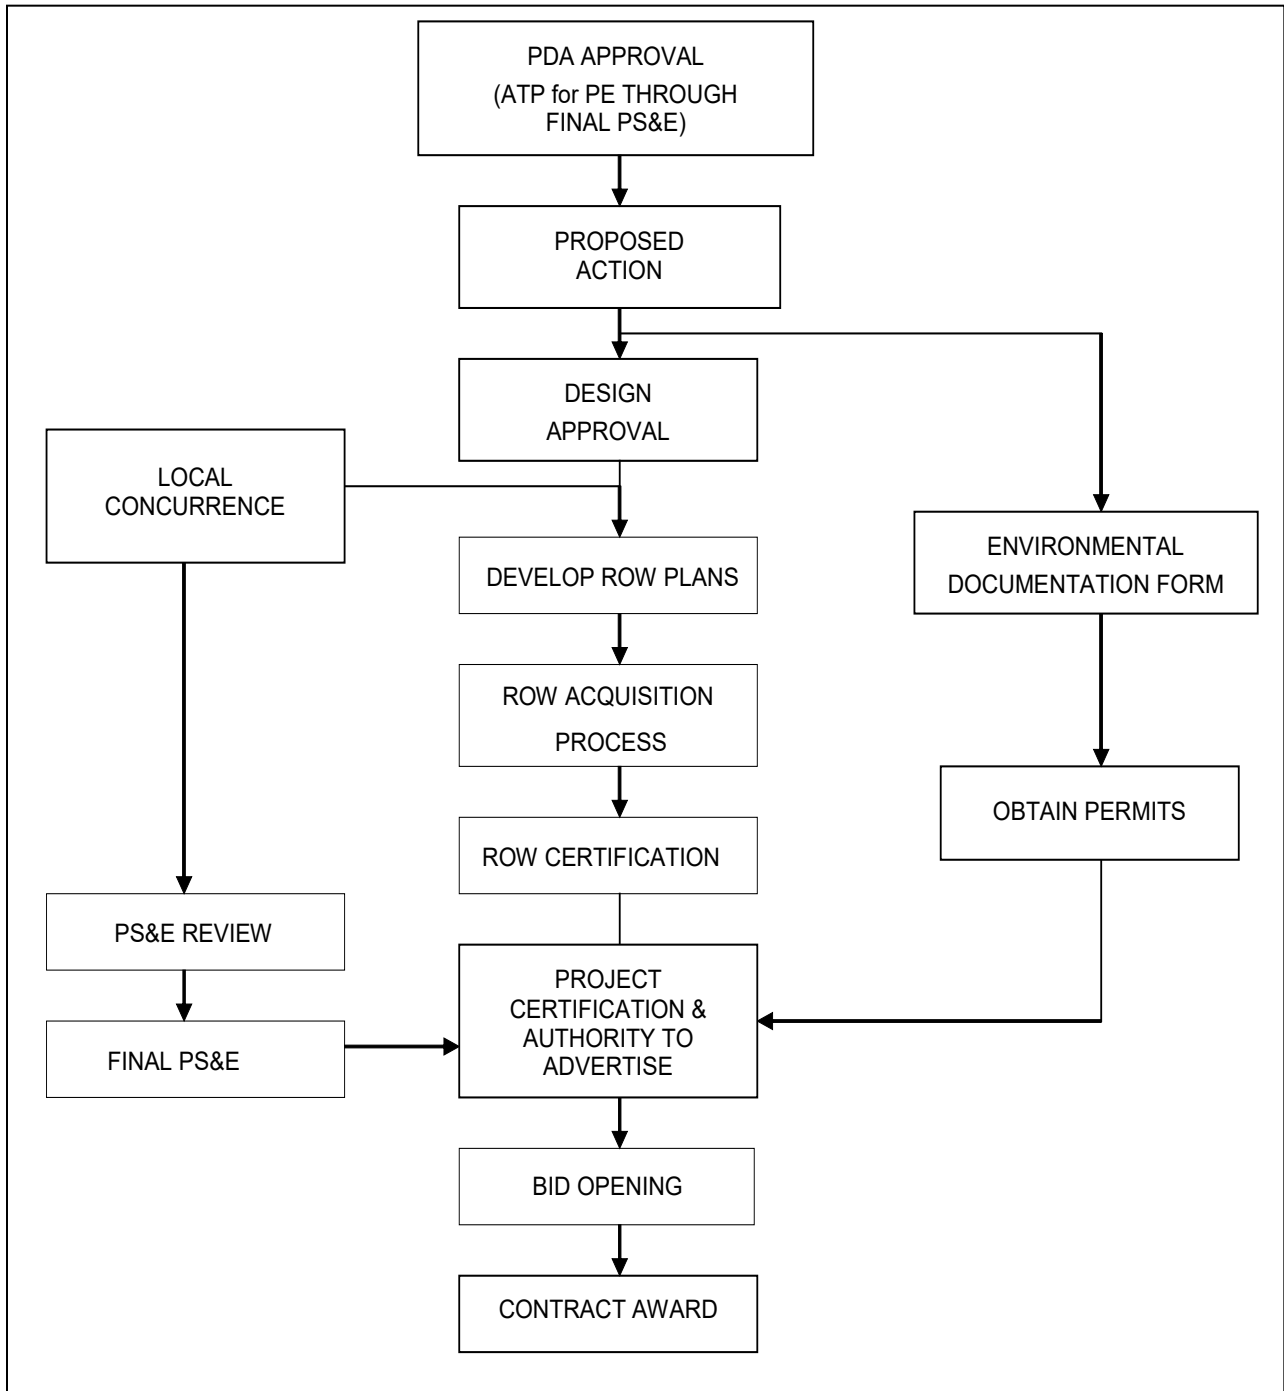 PDA APPROVAL
(ATP for PE THROUGH
FINAL PS&E)
PROPOSED
ACTION
DESIGN
APPROVAL
LOCAL
CONCURRENCE
ENVIRONMENTAL
DOCUMENTATION FORM
DEVELOP ROW PLANS
ROW ACQUISITION
PROCESS
OBTAIN PERMITS
ROW CERTIFICATION
PS&E REVIEW
PROJECT
CERTIFICATION &
AUTHORITY TO
ADVERTISE
FINAL PS&E
BID OPENING
CONTRACT AWARD